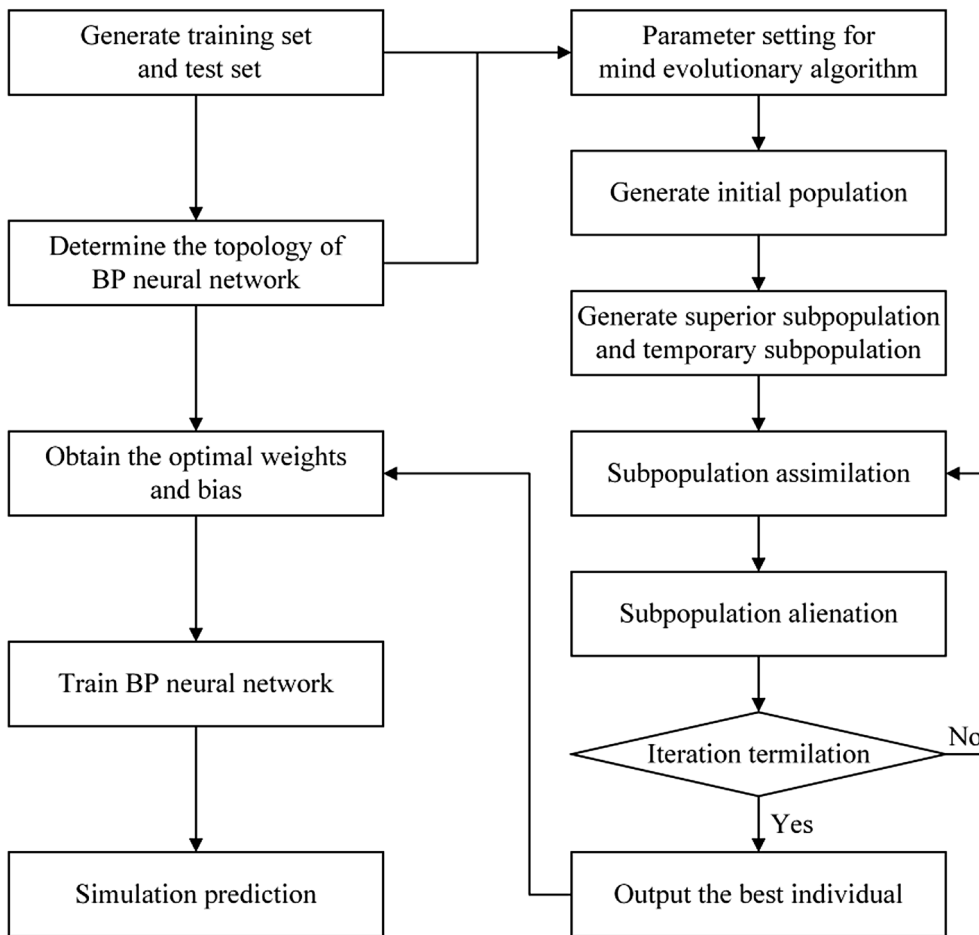 Generate training set
and test set
Determine the topology of
BP neural network
Obtain the optimal weights
and bias
Train BP neural network
Simulation prediction
Parameter setting for
mind evolutionary algorithm
Generate initial population
Generate superior subpopulation
and temporary subpopulation
Subpopulation assimilation
Subpopulation alienation
Iteration termilation
No
Yes
Output the best individual